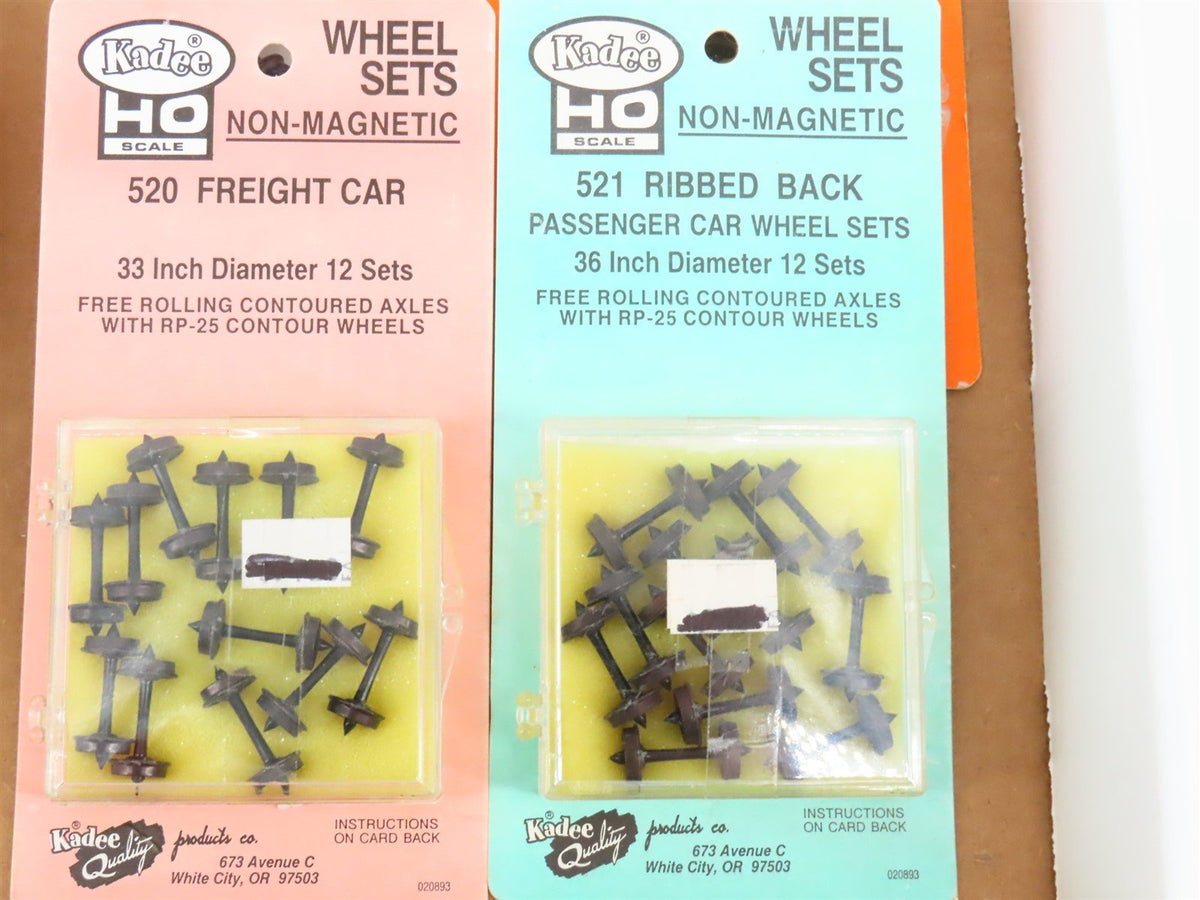 Kadee®
HO
SCALE
WHEEL
SETS
NON-MAGNETIC
520 FREIGHT CAR
33 Inch Diameter 12 Sets
FREE ROLLING CONTOURED AXLES
WITH RP-25 CONTOUR WHEELS
Kadee®
Quality
products co.
673 Avenue C
White City, OR 97503
INSTRUCTIONS
ON CARD BACK
020893
Kadee®
HO
SCALE
WHEEL
SETS
NON-MAGNETIC
521 RIBBED BACK
PASSENGER CAR WHEEL SETS
36 Inch Diameter 12 Sets
FREE ROLLING CONTOURED AXLES
WITH RP-25 CONTOUR WHEELS
Kadee®
Quality
products co.
673 Avenue C
White City, OR 97503
INSTRUCTIONS
ON CARD BACK
020893